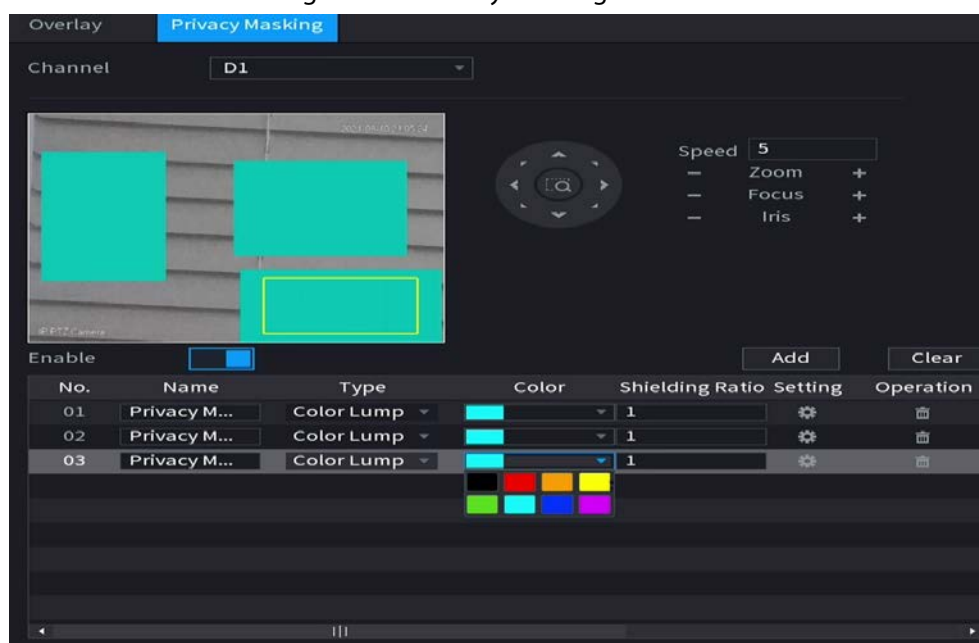 Overlay Privacy Masking
Channel D1
Speed 5
Zoom
Focus
Iris
IP PTZ Camera
Enable Add Clear
No. Name Type Color Shielding Ratio Setting Operation
01 Privacy M... Color Lump 1
02 Privacy M... Color Lump 1
03 Privacy M... Color Lump 1